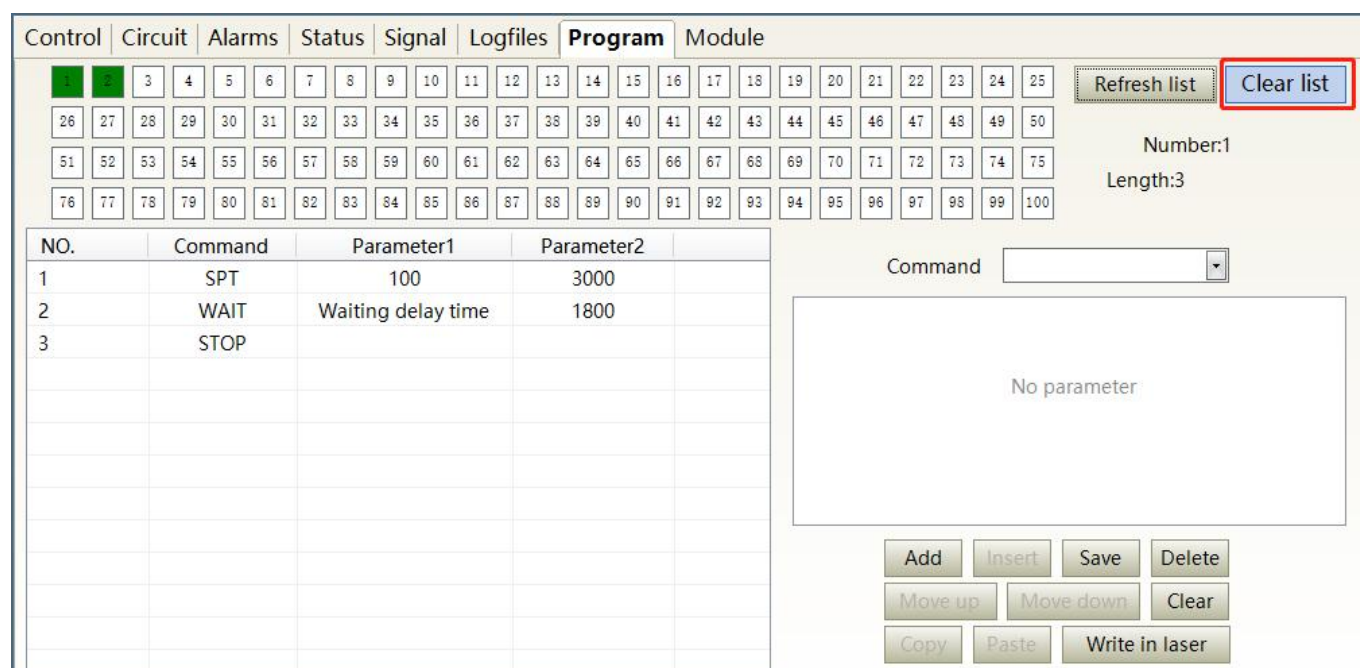 Control Circuit Alarms Status Signal Logfiles Program Module
1 2 3 4 5 6 7 8 9 10 11 12 13 14 15 16 17 18 19 20 21 22 23 24 25 Refresh list Clear list
26 27 28 29 30 31 32 33 34 35 36 37 38 39 40 41 42 43 44 45 46 47 48 49 50
Number:1
51 52 53 54 55 56 57 58 59 60 61 62 63 64 65 66 67 68 69 70 71 72 73 74 75
Length:3
76 77 78 79 80 81 82 83 84 85 86 87 88 89 90 91 92 93 94 95 96 97 98 99 100
NO. Command Parameter1 Parameter2
1 SPT 100 3000
2 WAIT Waiting delay time 1800
3 STOP
Command
No parameter
Add Insert Save Delete
Move up Move down Clear
Copy Paste Write in laser